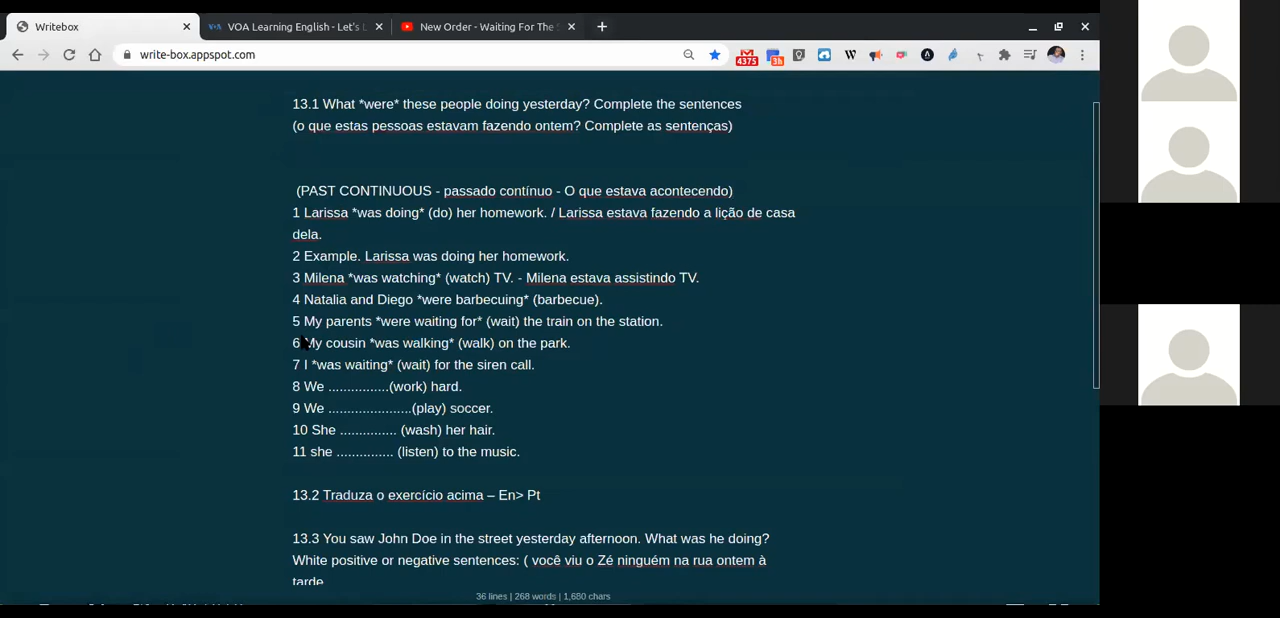 Writebox
VOA Learning English - Let's L
New Order - Waiting For The S
write-box.appspot.com
4375
3h
W
13.1 What *were* these people doing yesterday? Complete the sentences
(o que estas pessoas estavam fazendo ontem? Complete as sentenças)
(PAST CONTINUOUS - passado contínuo - O que estava acontecendo)
1 Larissa *was doing* (do) her homework. / Larissa estava fazendo a lição de casa
dela.
2 Example. Larissa was doing her homework.
3 Milena *was watching* (watch) TV. - Milena estava assistindo TV.
4 Natalia and Diego *were barbecuing* (barbecue).
5 My parents *were waiting for* (wait) the train on the station.
6 My cousin *was walking* (walk) on the park.
7 I *was waiting* (wait) for the siren call.
8 We ...............(work) hard.
9 We .....................(play) soccer.
10 She ............... (wash) her hair.
11 she ............... (listen) to the music.
13.2 Traduza o exercício acima – En> Pt
13.3 You saw John Doe in the street yesterday afternoon. What was he doing?
White positive or negative sentences: ( você viu o Zé ninguém na rua ontem à
tarde
36 lines | 268 words | 1,680 chars